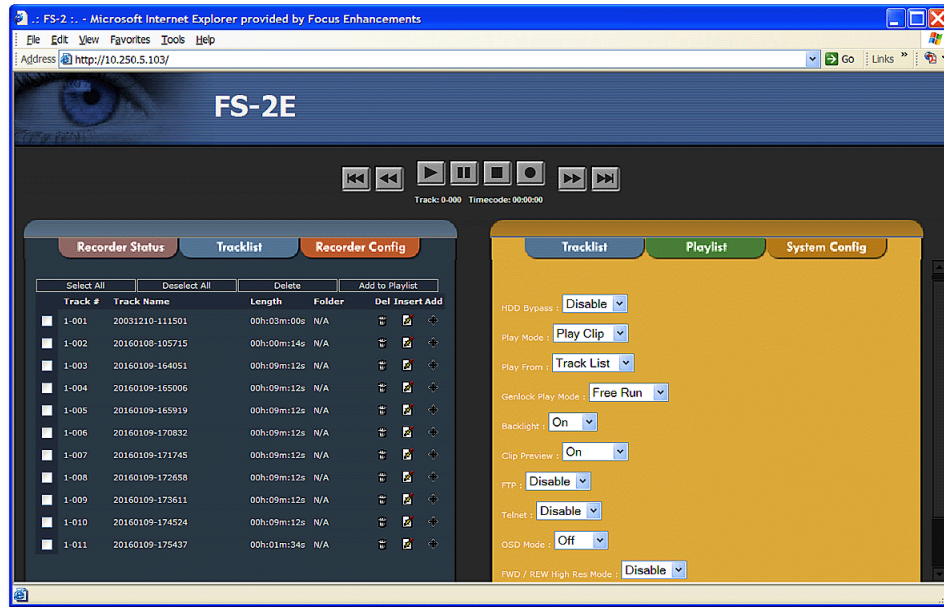 .: FS-2 :. - Microsoft Internet Explorer provided by Focus Enhancements
File Edit View Favorites Tools Help
Address http://10.250.5.103/ Go Links »
FS-2E
Track: 0-000 Timecode: 00:00:00
Recorder Status Tracklist Recorder Config
Select All Deselect All Delete Add to Playlist
Track # Track Name Length Folder Del Insert Add
1-001 20031210-111501 00h:03m:00s N/A
1-002 20160108-105715 00h:00m:14s N/A
1-003 20160109-164051 00h:09m:12s N/A
1-004 20160109-165006 00h:09m:12s N/A
1-005 20160109-165919 00h:09m:12s N/A
1-006 20160109-170832 00h:09m:12s N/A
1-007 20160109-171745 00h:09m:12s N/A
1-008 20160109-172658 00h:09m:12s N/A
1-009 20160109-173611 00h:09m:12s N/A
1-010 20160109-174524 00h:09m:12s N/A
1-011 20160109-175437 00h:01m:34s N/A
Tracklist Playlist System Config
HDD Bypass : Disable
Play Mode : Play Clip
Play From : Track List
Genlock Play Mode : Free Run
Backlight : On
Clip Preview : On
FTP : Disable
Telnet : Disable
OSD Mode : Off
FWD / REW High Res Mode : Disable